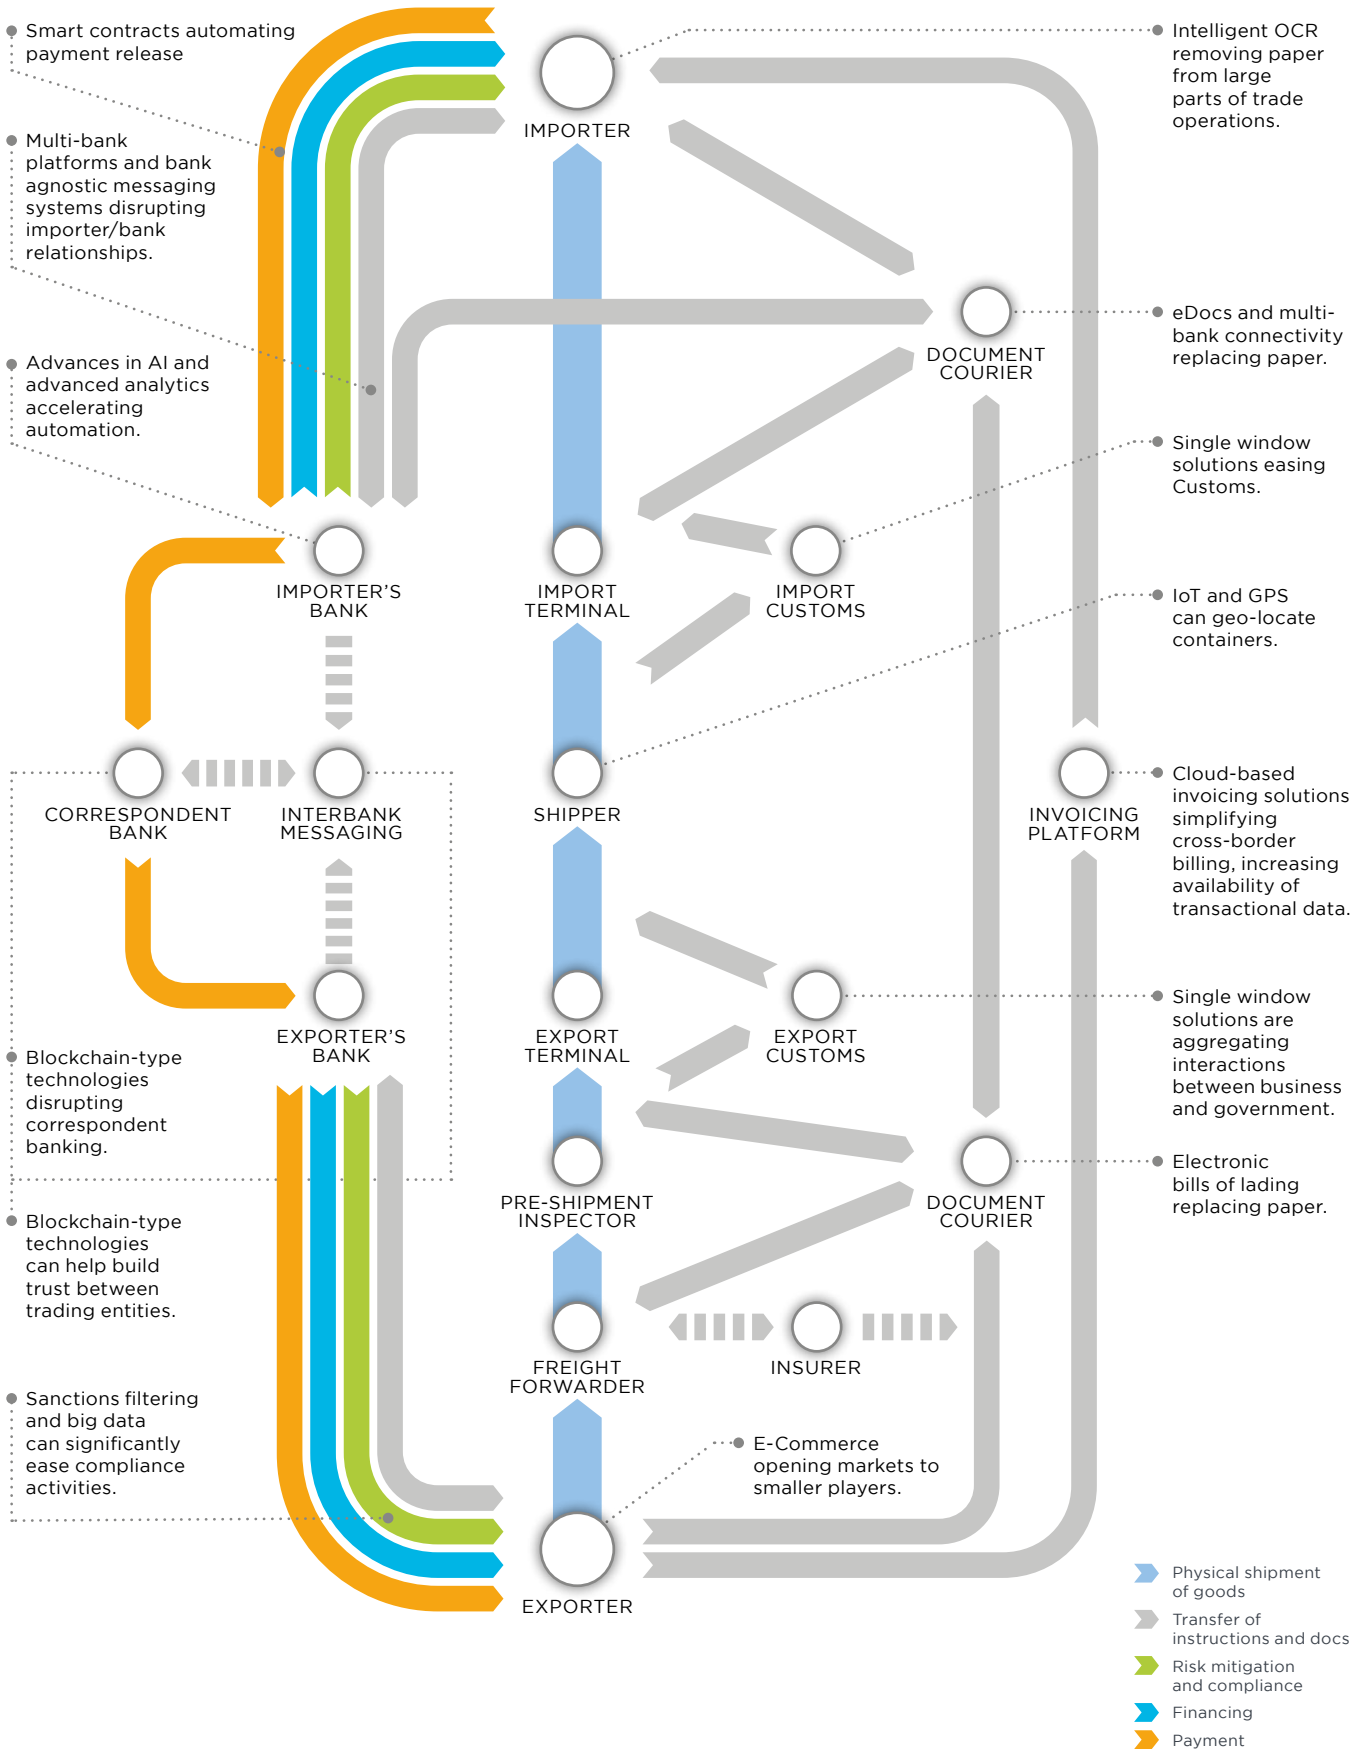 Smart contracts automating
payment release
Multi-bank
platforms and bank
agnostic messaging
systems disrupting
importer/bank
relationships.
Advances in AI and
advanced analytics
accelerating
automation.
IMPORTER
Intelligent OCR
removing paper
from large
parts of trade
operations.
DOCUMENT
COURIER
eDocs and multi-
bank connectivity
replacing paper.
Single window
solutions easing
Customs.
IMPORTER'S
BANK
IMPORT
TERMINAL
IMPORT
CUSTOMS
IoT and GPS
can geo-locate
containers.
CORRESPONDENT
BANK
INTERBANK
MESSAGING
SHIPPER
INVOICING
PLATFORM
Cloud-based
invoicing solutions
simplifying
cross-border
billing, increasing
availability of
transactional data.
EXPORTER'S
BANK
EXPORT
TERMINAL
EXPORT
CUSTOMS
Single window
solutions are
aggregating
interactions
between business
and government.
Blockchain-type
technologies
disrupting
correspondent
banking.
Blockchain-type
technologies
can help build
trust between
trading entities.
PRE-SHIPMENT
INSPECTOR
DOCUMENT
COURIER
Electronic
bills of lading
replacing paper.
FREIGHT
FORWARDER
INSURER
Sanctions filtering
and big data
can significantly
ease compliance
activities.
E-Commerce
opening markets to
smaller players.
EXPORTER
Physical shipment
of goods
Transfer of
instructions and docs
Risk mitigation
and compliance
Financing
Payment